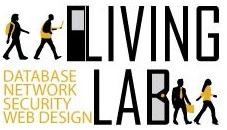 LIVING
LAB
DATABASE
NETWORK
SECURITY
WEB DESIGN